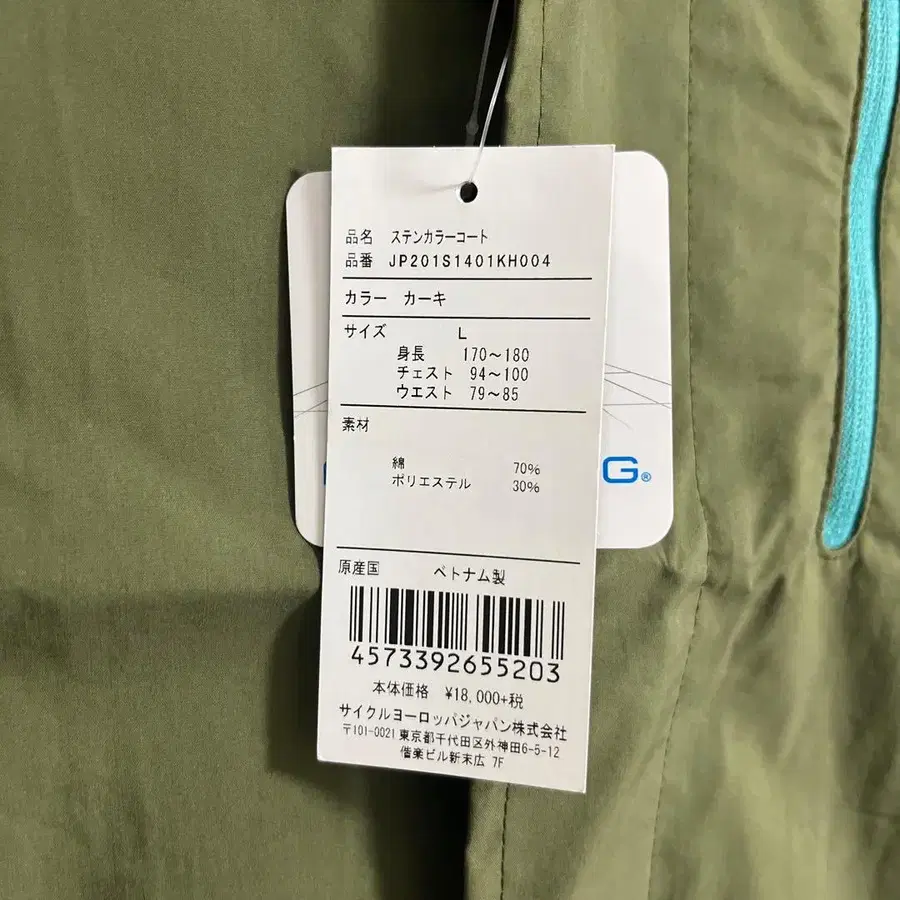 品名 ステンカラーコート
品番 JP201S1401KH004
カラー カーキ
サイズ L
身長 170～180
チェスト 94～100
ウエスト 79～85
素材
綿 70%
ポリエステル 30%
G®
原産国 ベトナム製
4573392655203
本体価格 ¥18,000+税
サイクルヨーロッパジャパン株式会社
〒101-0021 東京都千代田区外神田6-5-12
偕楽ビル新末広 7F